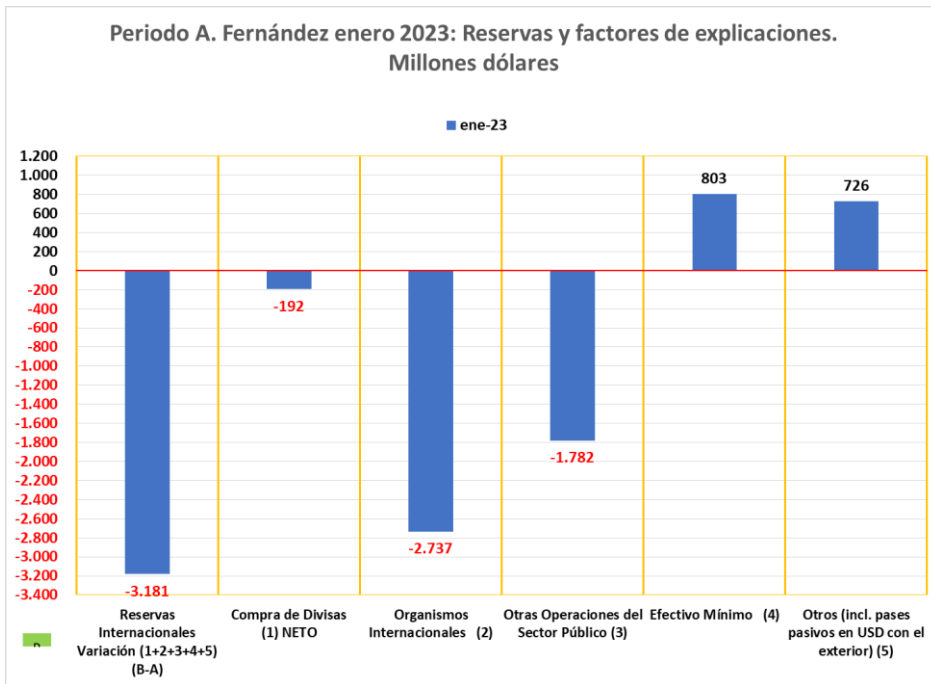 Periodo A. Fernández enero 2023: Reservas y factores de explicaciones.
Millones dólares
ene-23
1.200
1.000
800
600
400
200
0
-200
-400
-600
-800
-1.000
-1.200
-1.400
-1.600
-1.800
-2.000
-2.200
-2.400
-2.600
-2.800
-3.000
-3.200
-3.400
-3.181
-192
-2.737
-1.782
803
726
Reservas
Internacionales
Variación (1+2+3+4+5)
(B-A)
Compra de Divisas
(1) NETO
Organismos
Internacionales (2)
Otras Operaciones del
Sector Público (3)
Efectivo Mínimo (4)
Otros (incl. pases
pasivos en USD con el
exterior) (5)